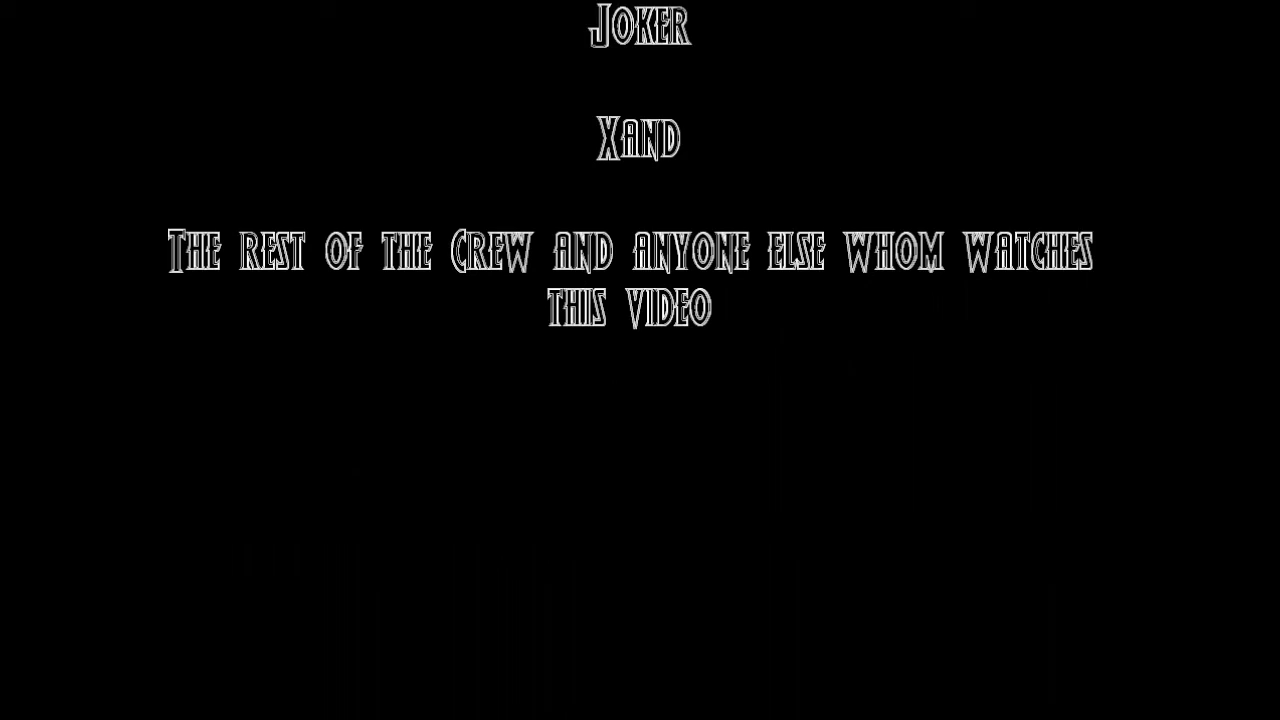 Joker
Xand
The rest of the Crew and anyone else whom watches
this video